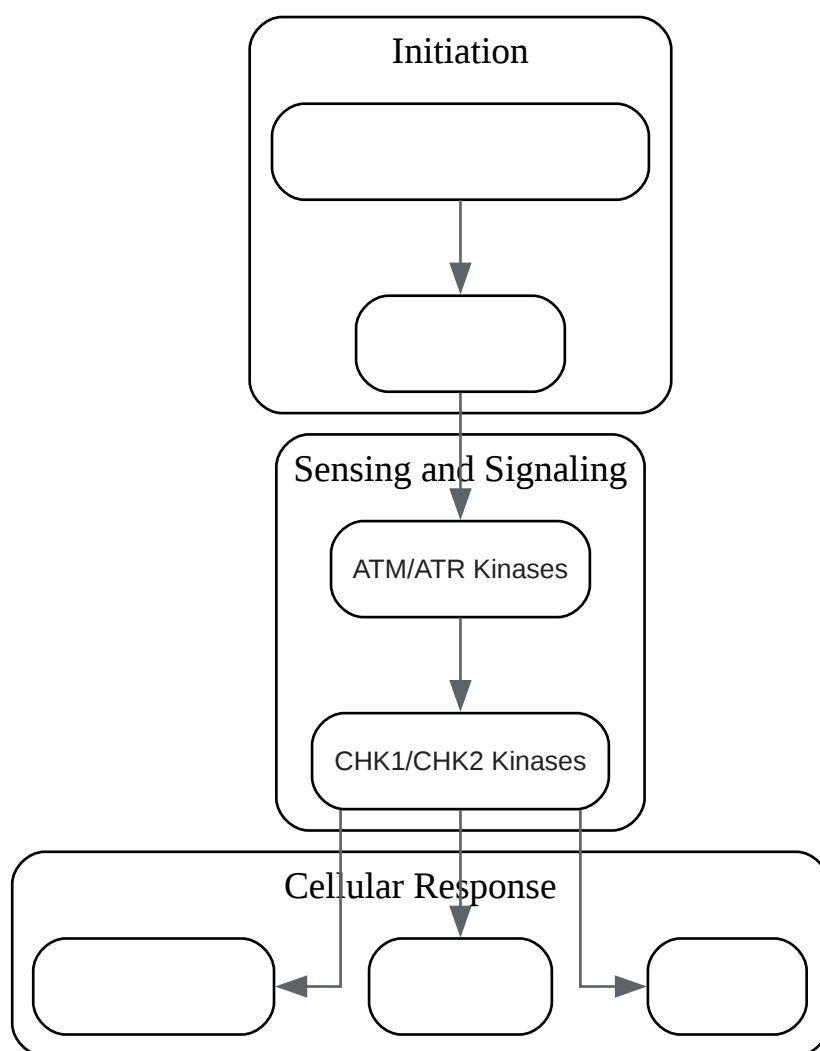 Initiation
Sensing and Signaling
ATM/ATR Kinases
CHK1/CHK2 Kinases
Cellular Response